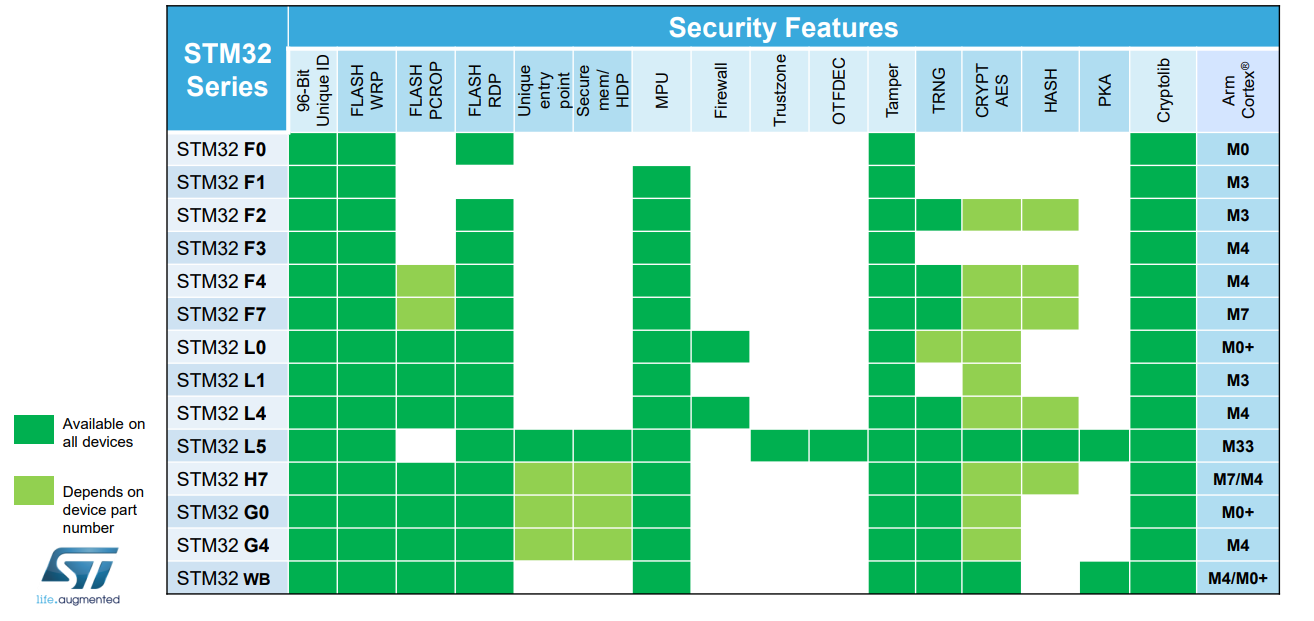 STM32
Series
Security Features
96-Bit
Unique ID
FLASH
WRP
FLASH
PCROP
FLASH
RDP
Unique
entry
point
Secure
mem/
HDP
MPU
Firewall
Trustzone
OTFDEC
Tamper
TRNG
CRYPT
AES
HASH
PKA
Cryptolib
Arm
Cortex®
STM32 F0 M0
STM32 F1 M3
STM32 F2 M3
STM32 F3 M4
STM32 F4 M4
STM32 F7 M7
STM32 L0 M0+
STM32 L1 M3
STM32 L4 M4
STM32 L5 M33
STM32 H7 M7/M4
STM32 G0 M0+
STM32 G4 M4
STM32 WB M4/M0+
Available on
all devices
Depends on
device part
number
ST
life.augmented